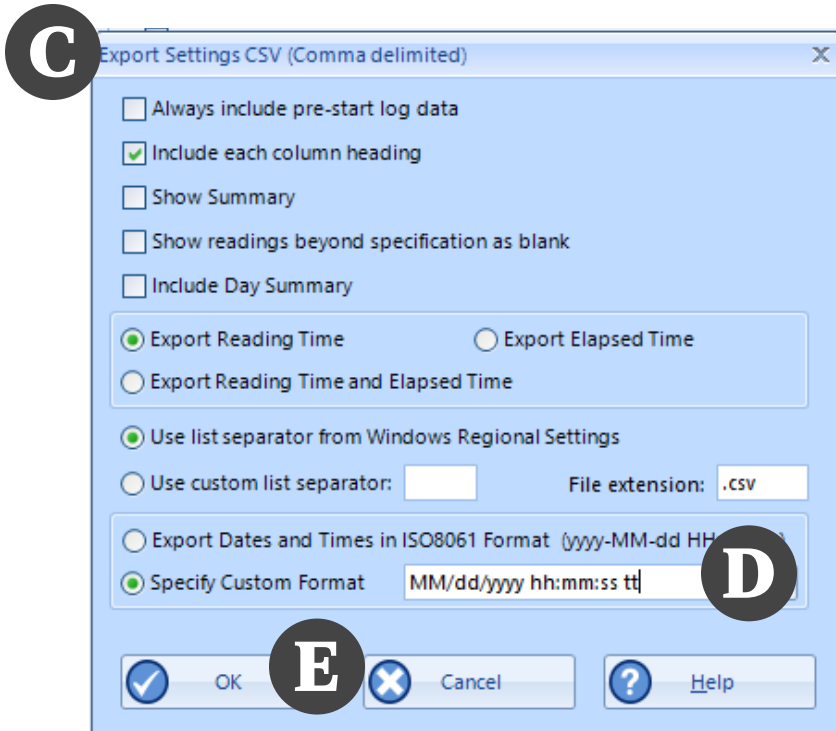 C
Export Settings CSV (Comma delimited)
Always include pre-start log data
Include each column heading
Show Summary
Show readings beyond specification as blank
Include Day Summary
Export Reading Time Export Elapsed Time
Export Reading Time and Elapsed Time
Use list separator from Windows Regional Settings
Use custom list separator: File extension: .csv
Export Dates and Times in ISO8061 Format (yyyy-MM-dd HH
Specify Custom Format MM/dd/yyyy hh:mm:ss tt D
OK E Cancel Help